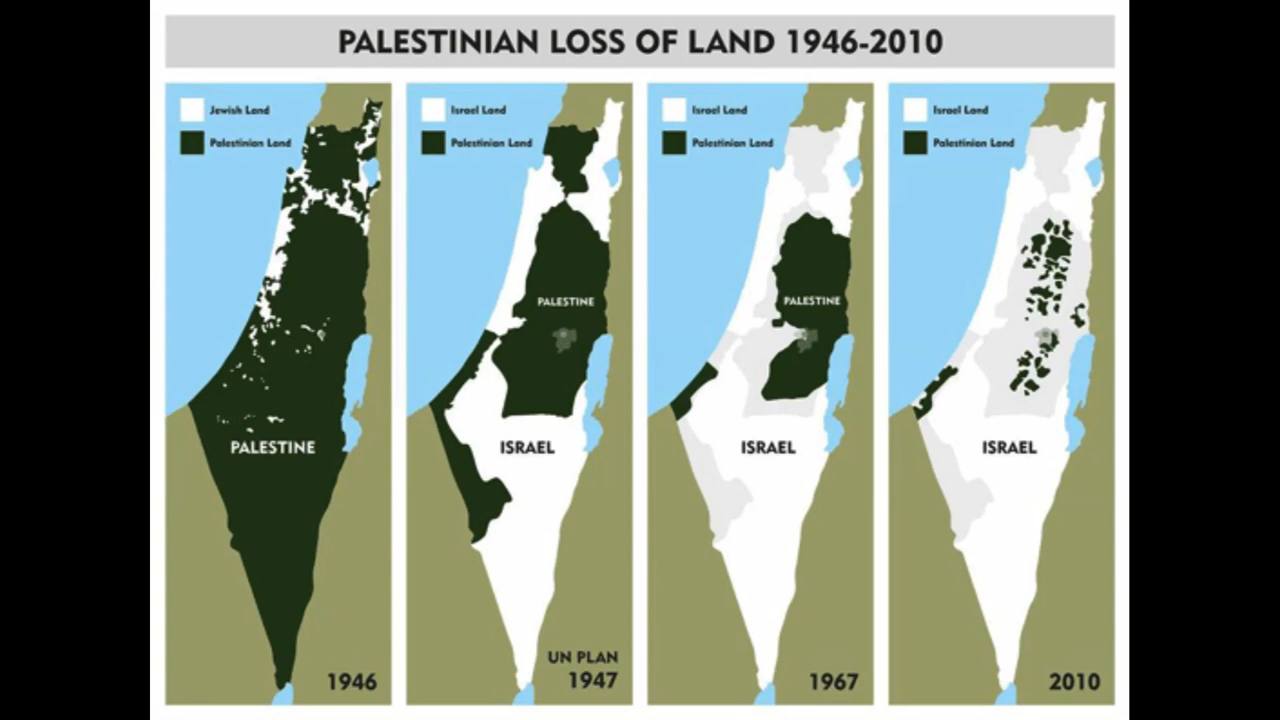 PALESTINIAN LOSS OF LAND 1946-2010
Jewish Land
Palestinian Land
PALESTINE
1946
Israel Land
Palestinian Land
PALESTINE
ISRAEL
UN PLAN
1947
Israel Land
Palestinian Land
PALESTINE
ISRAEL
1967
Israel Land
Palestinian Land
ISRAEL
2010